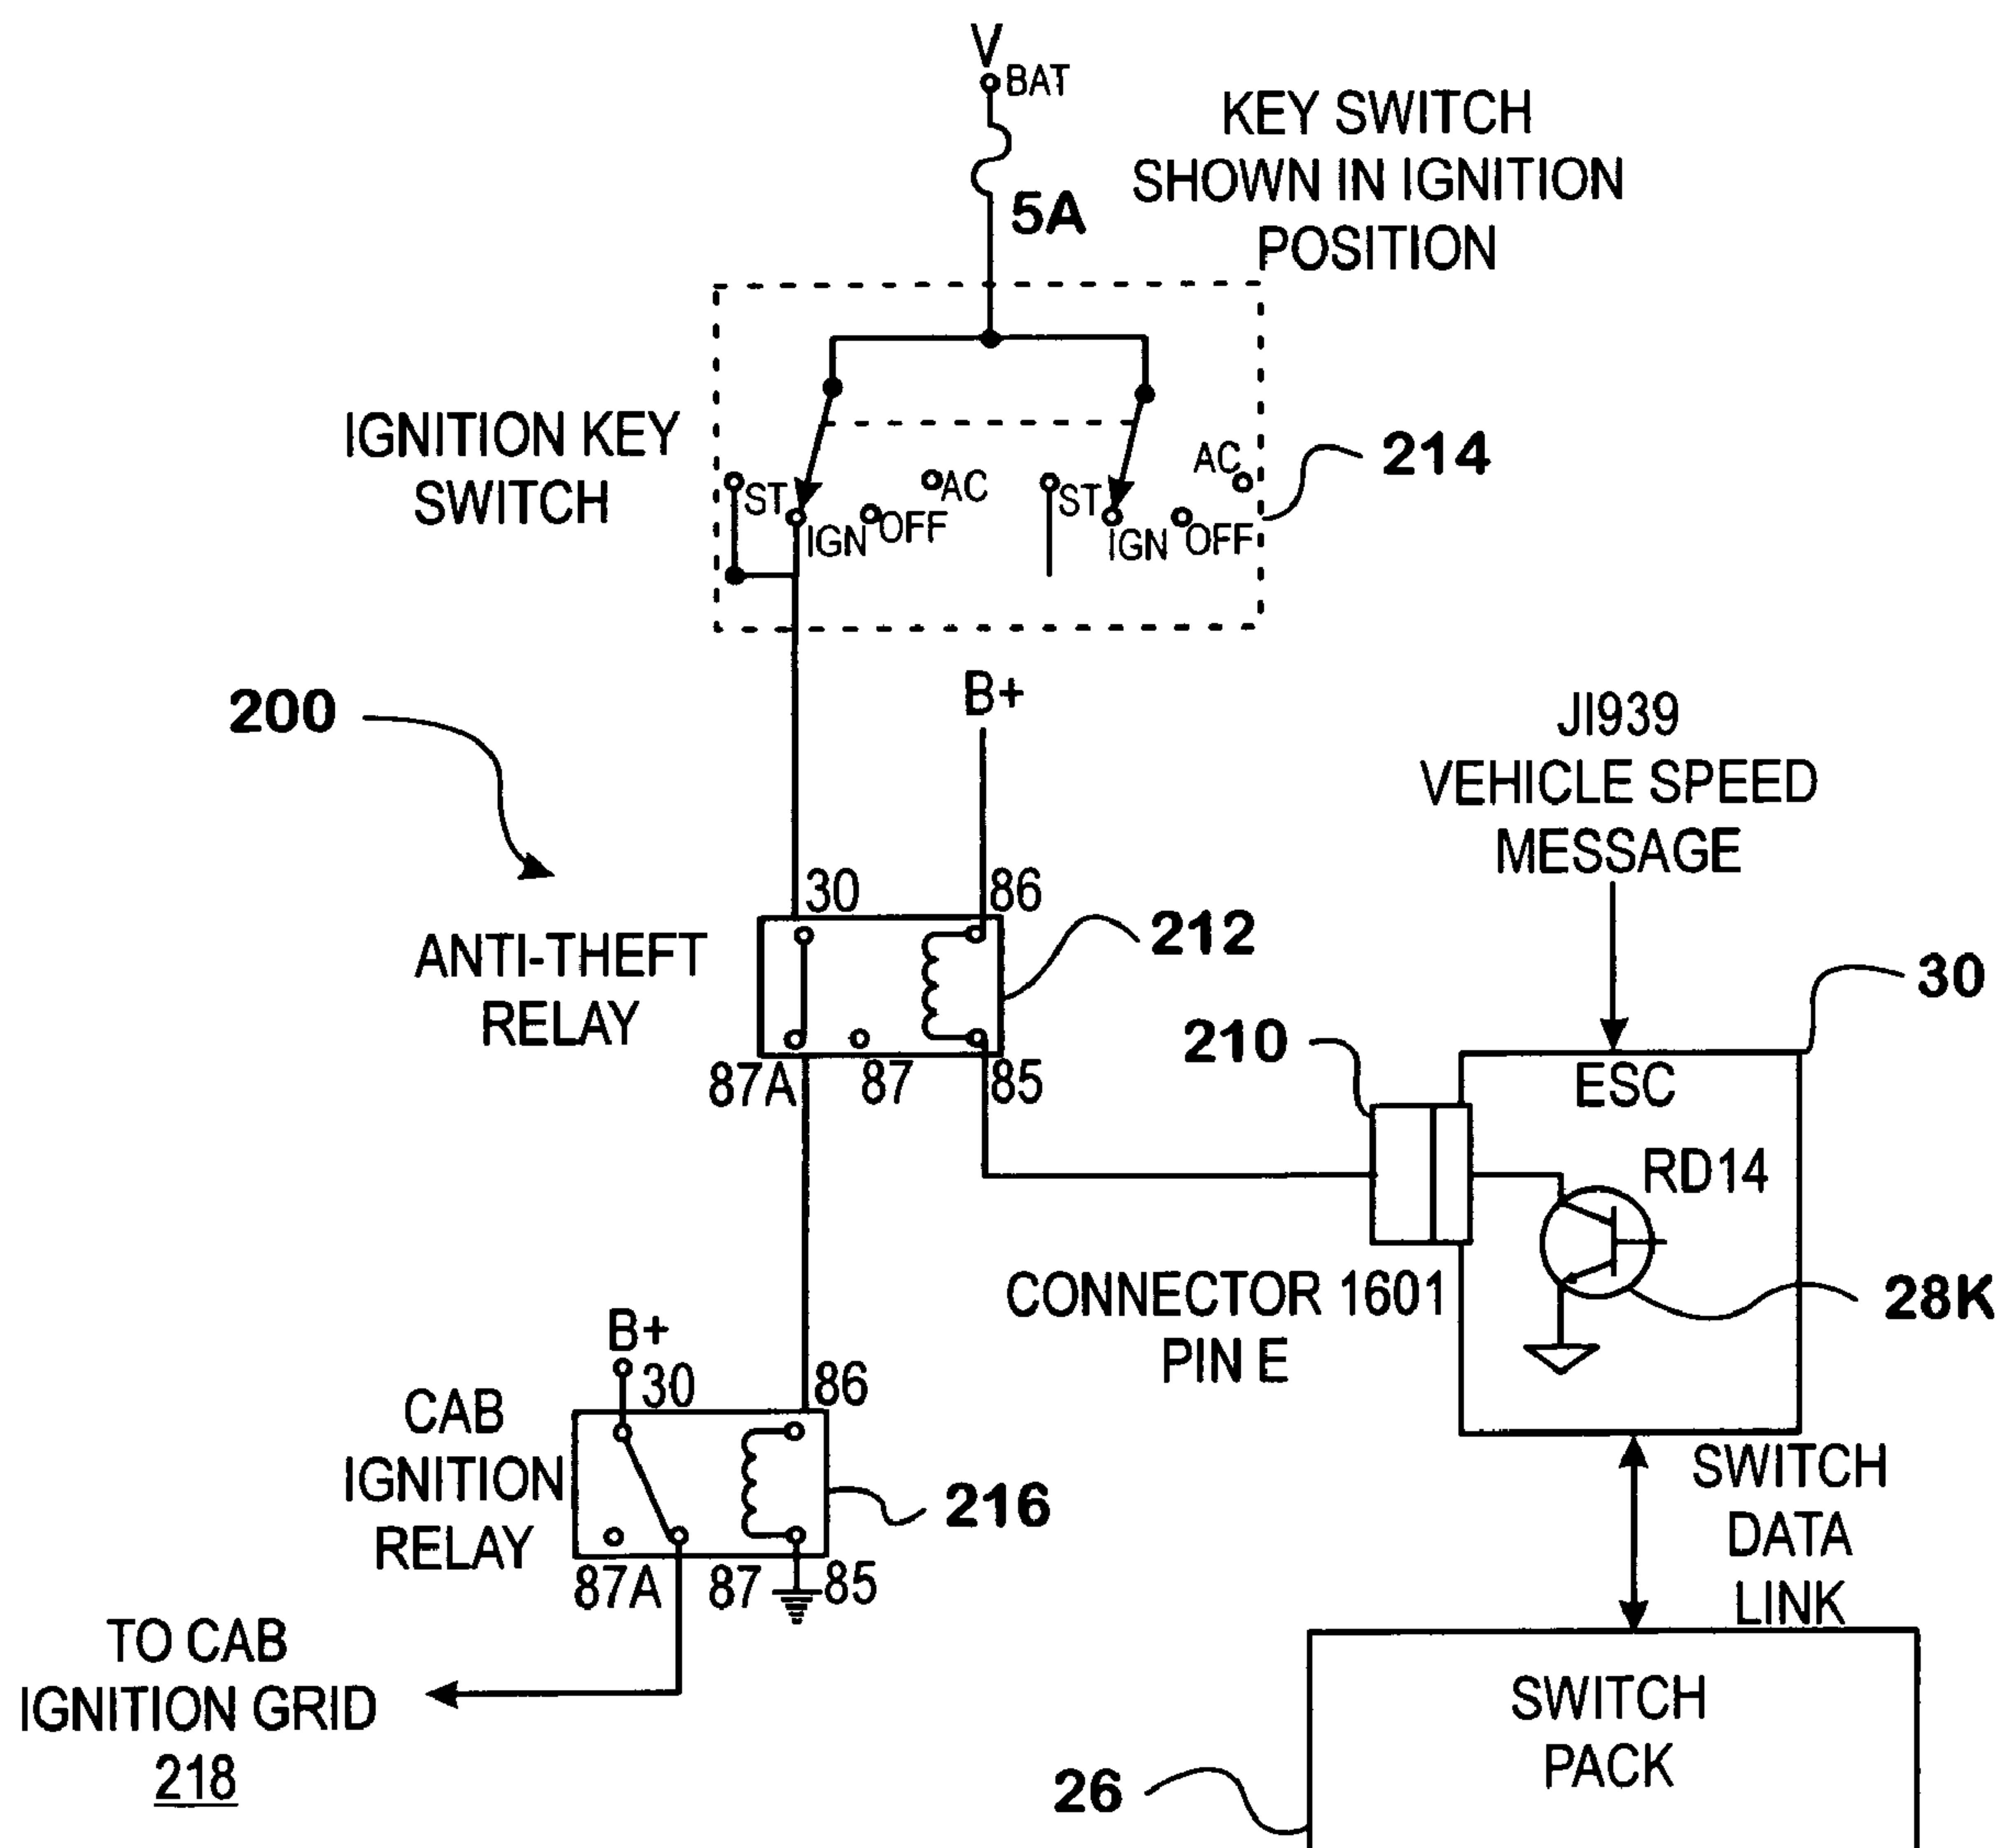 V
BAT
KEY SWITCH
SHOWN IN IGNITION
POSITION
5A
IGNITION KEY
SWITCH
ST
IGN
OFF
AC
ST
IGN
OFF
AC
214
200
B+
JI939
VEHICLE SPEED
MESSAGE
30
86
ANTI-THEFT
RELAY
212
30
87A
87
85
210
ESC
RD14
CONNECTOR 1601
PIN E
28K
B+
30
86
CAB
IGNITION
RELAY
216
87A
87
85
SWITCH
DATA
LINK
TO CAB
IGNITION GRID
218
SWITCH
PACK
26